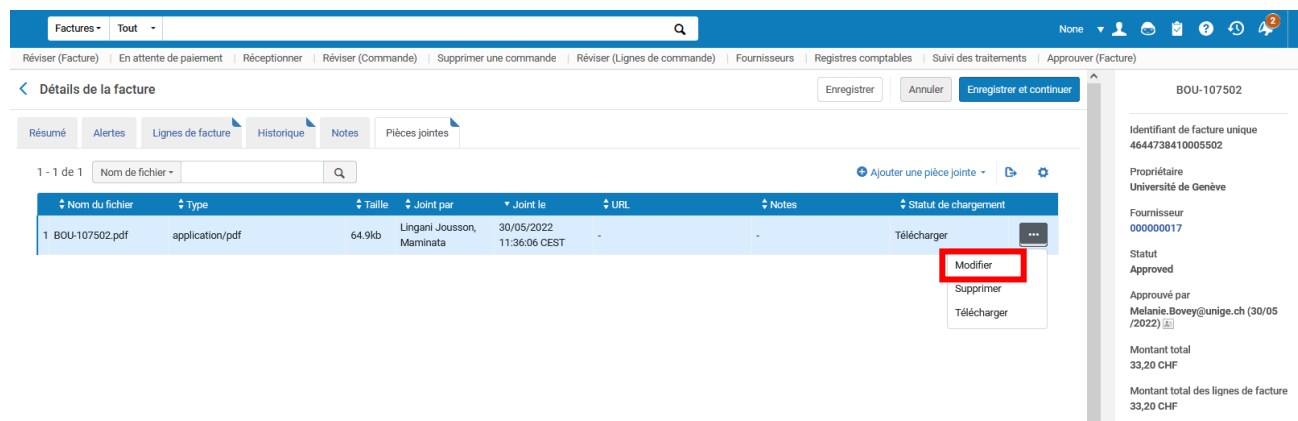 Factures Tout None 2
Réviser (Facture) | En attente de paiement | Réceptionner | Réviser (Commande) | Supprimer une commande | Réviser (Lignes de commande) | Fournisseurs | Registres comptables | Suivi des traitements | Approuver (Facture)
Détails de la facture Enregistrer Annuler Enregistrer et continuer
Résumé Alertes Lignes de facture Historique Notes Pièces jointes
1 - 1 de 1 Nom de fichier Ajouter une pièce jointe
Nom du fichier Type Taille Joint par Joint le URL Notes Statut de chargement
1 BOU-107502.pdf application/pdf 64.9kb Lingani Jousson, Maminata 30/05/2022 11:36:06 CEST - - Télécharger ...
Modifier
Supprimer
Télécharger
BOU-107502
Identifiant de facture unique
4644738410005502
Propriétaire
Université de Genève
Fournisseur
000000017
Statut
Approved
Approuvé par
Melanie.Bovey@unige.ch (30/05
/2022)
Montant total
33,20 CHF
Montant total des lignes de facture
33,20 CHF